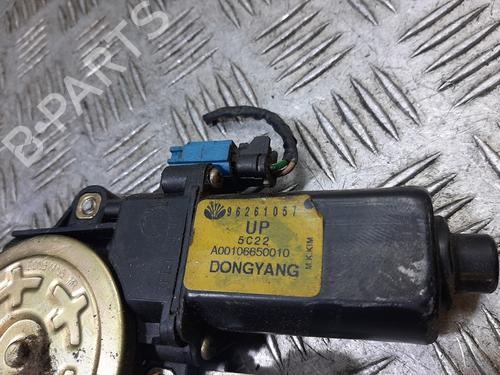 B-PARTS
96261057
UP
5C22
A00106650010
DONGYANG
M.K.KIM